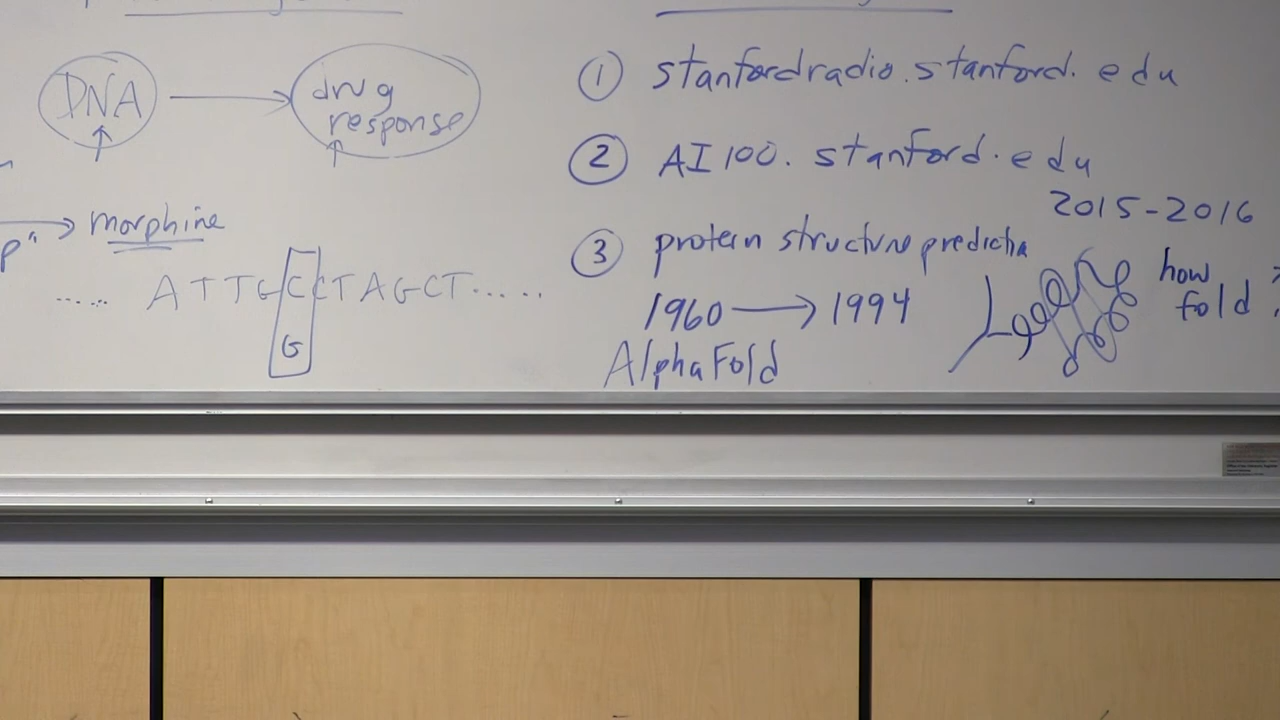 DNA → drug
response
→ morphine
p"
...... ATTGCCTAGCT......
G
① stanfordradio.stanford.edu
② AI100.stanford.edu
2015-2016
③ protein structure predictia
1960 → 1994
AlphaFold
how
fold ?